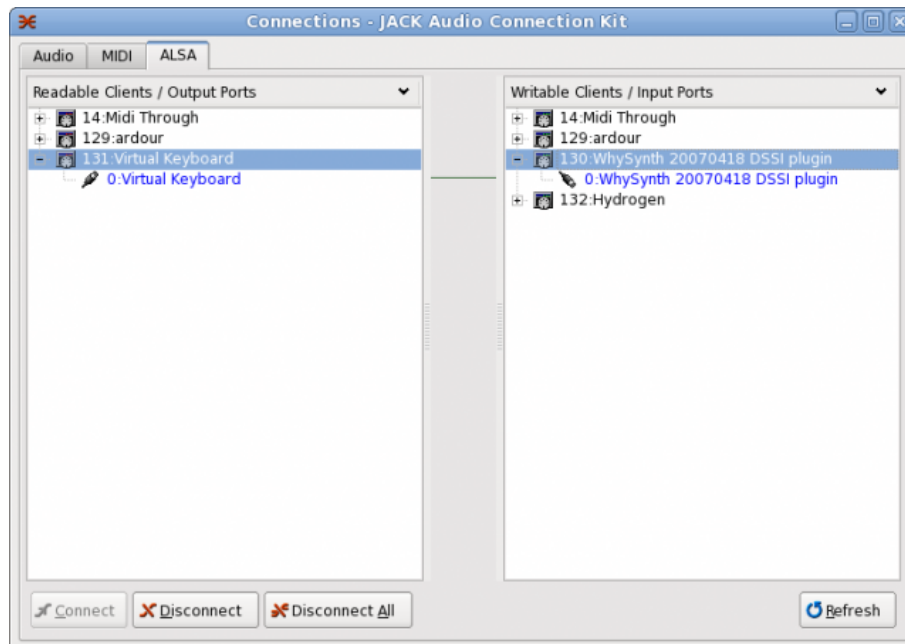 Connections - JACK Audio Connection Kit
Audio MIDI ALSA
Readable Clients / Output Ports
14:Midi Through
129:ardour
131:Virtual Keyboard
0:Virtual Keyboard
Writable Clients / Input Ports
14:Midi Through
129:ardour
130:WhySynth 20070418 DSSI plugin
0:WhySynth 20070418 DSSI plugin
132:Hydrogen
Connect Disconnect Disconnect All Refresh